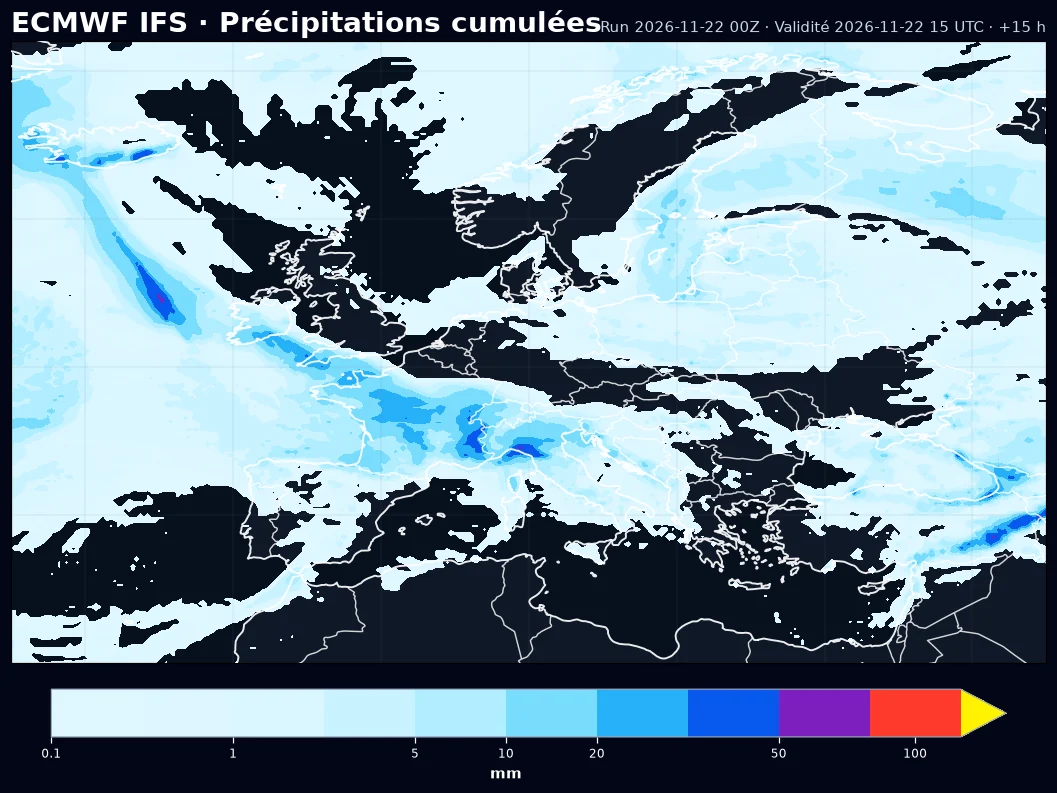 ECMWF IFS · Précipitations cumulées
Run 2026-11-22 00Z · Validité 2026-11-22 15 UTC · +15 h
0.1 1 5 10 20 50 100
mm